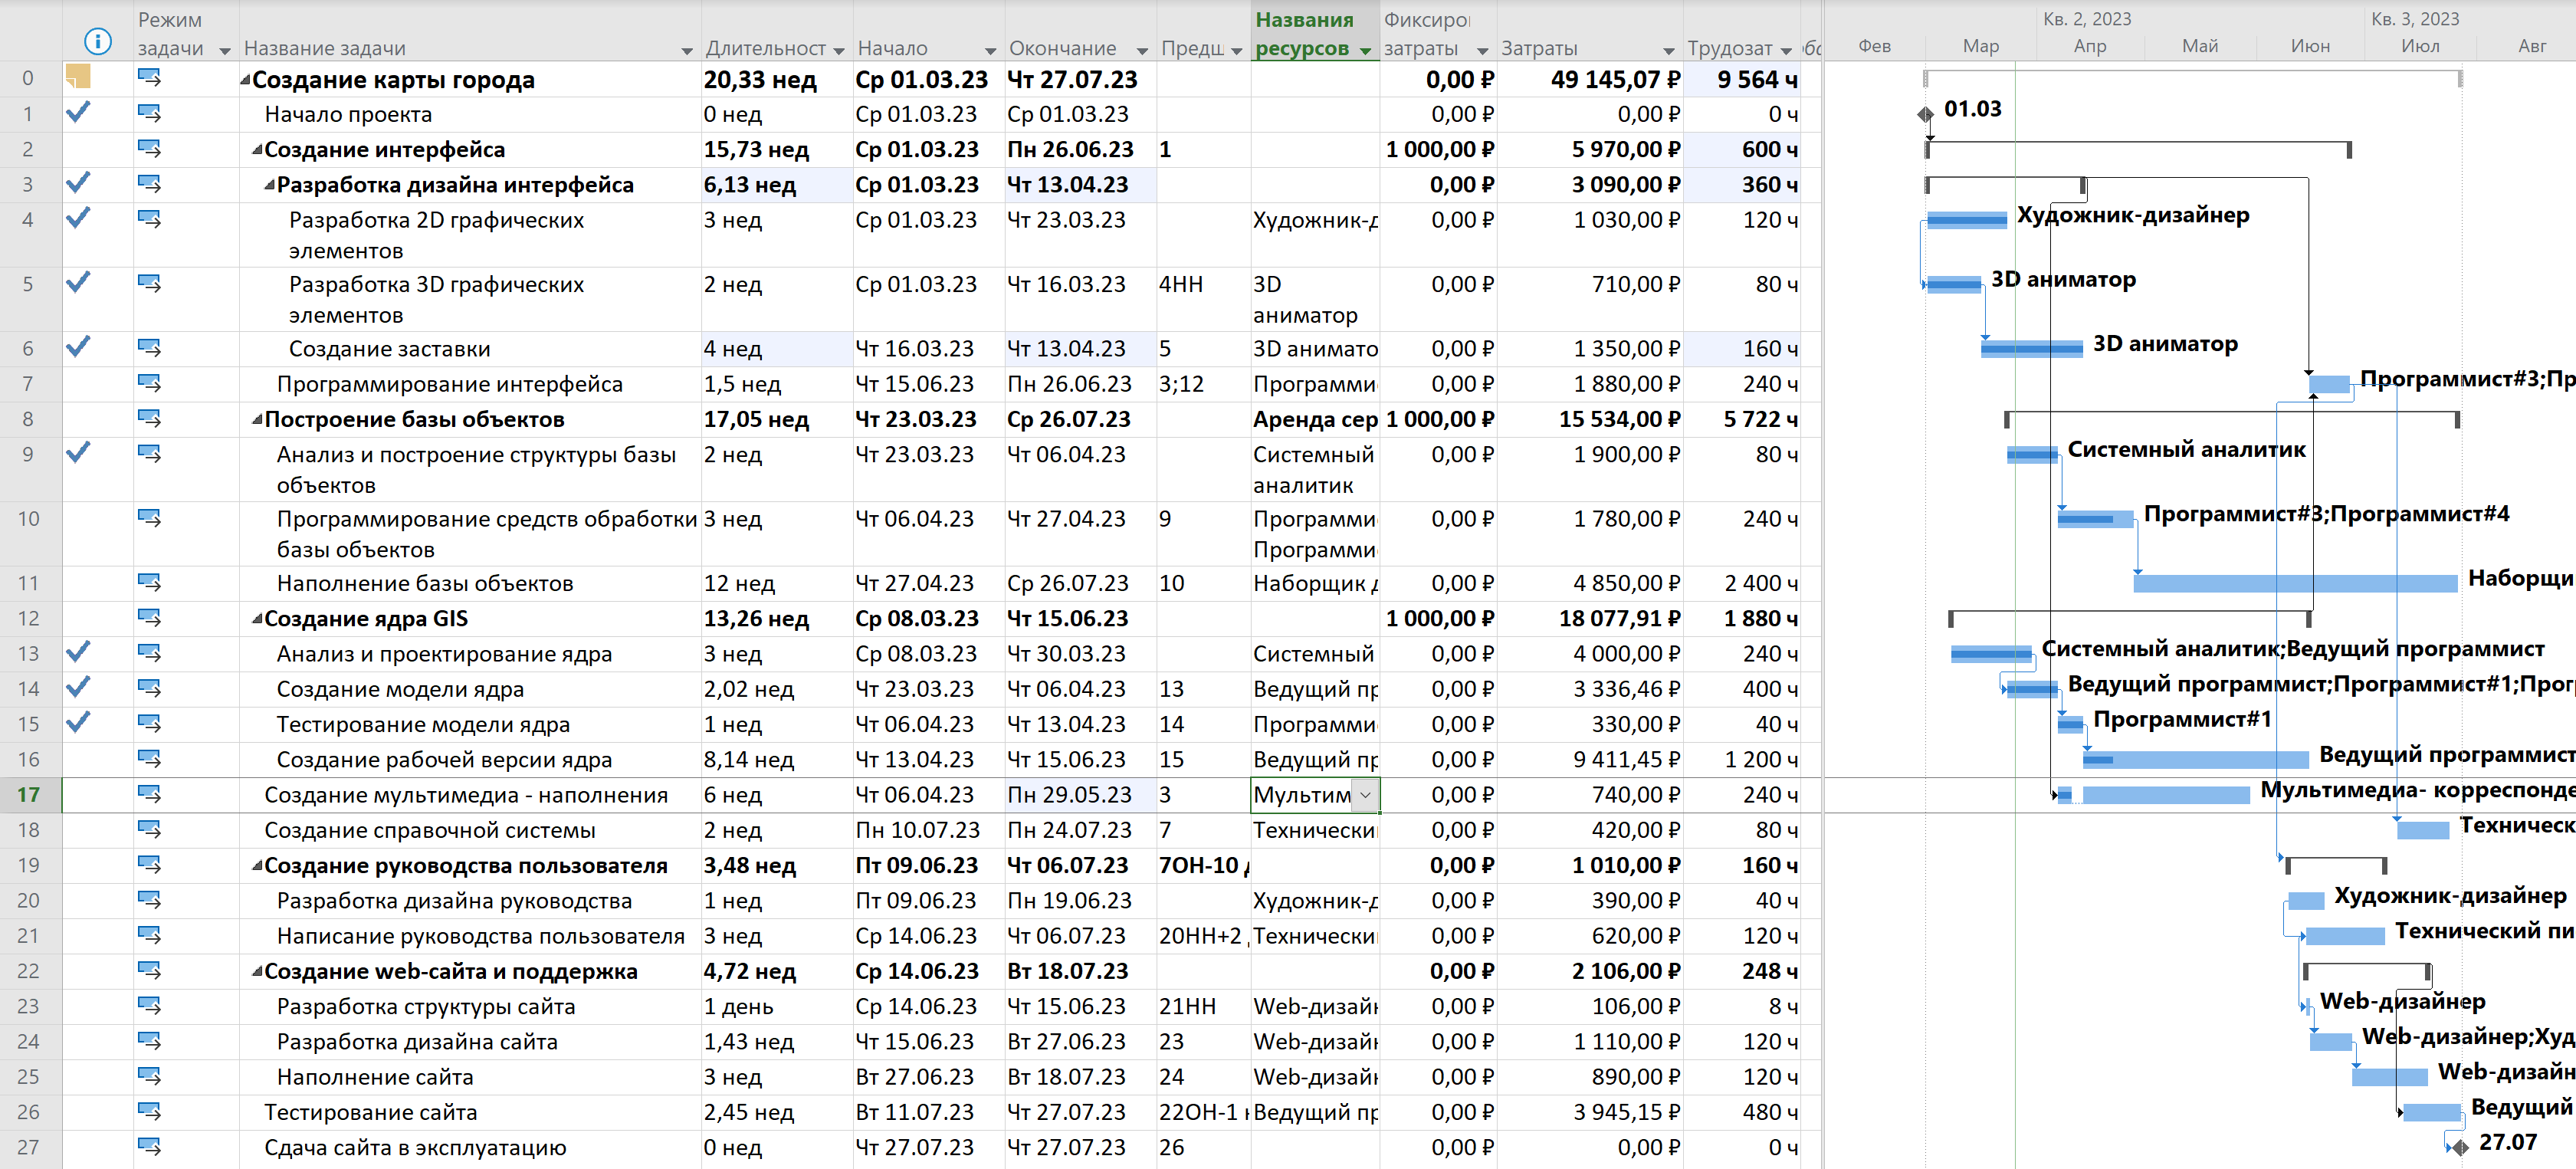 Режим задачи	Название задачи	Длительност	Начало	Окончание	Предш	Названия ресурсов	Фиксиро затраты	Затраты	Трудозат
0	Создание карты города	20,33 нед	Ср 01.03.23	Чт 27.07.23	0,00 ₽	49 145,07 ₽	9 564 ч
1	Начало проекта	0 нед	Ср 01.03.23	Ср 01.03.23	0,00 ₽	0,00 ₽	0 ч
2	Создание интерфейса	15,73 нед	Ср 01.03.23	Пн 26.06.23	1	1 000,00 ₽	5 970,00 ₽	600 ч
3	Разработка дизайна интерфейса	6,13 нед	Ср 01.03.23	Чт 13.04.23	0,00 ₽	3 090,00 ₽	360 ч
4	Разработка 2D графических элементов	3 нед	Ср 01.03.23	Чт 23.03.23	Художник-д	0,00 ₽	1 030,00 ₽	120 ч
5	Разработка 3D графических элементов	2 нед	Ср 01.03.23	Чт 16.03.23	4НН	3D аниматор	0,00 ₽	710,00 ₽	80 ч
6	Создание заставки	4 нед	Чт 16.03.23	Чт 13.04.23	5	3D анимато	0,00 ₽	1 350,00 ₽	160 ч
7	Программирование интерфейса	1,5 нед	Чт 15.06.23	Пн 26.06.23	3;12	Программи	0,00 ₽	1 880,00 ₽	240 ч
8	Построение базы объектов	17,05 нед	Чт 23.03.23	Ср 26.07.23	Аренда сер	1 000,00 ₽	15 534,00 ₽	5 722 ч
9	Анализ и построение структуры базы объектов	2 нед	Чт 23.03.23	Чт 06.04.23	Системный аналитик	0,00 ₽	1 900,00 ₽	80 ч
10	Программирование средств обработки базы объектов	3 нед	Чт 06.04.23	Чт 27.04.23	9	Программи Программи	0,00 ₽	1 780,00 ₽	240 ч
11	Наполнение базы объектов	12 нед	Чт 27.04.23	Ср 26.07.23	10	Наборщик д	0,00 ₽	4 850,00 ₽	2 400 ч
12	Создание ядра GIS	13,26 нед	Ср 08.03.23	Чт 15.06.23	1 000,00 ₽	18 077,91 ₽	1 880 ч
13	Анализ и проектирование ядра	3 нед	Ср 08.03.23	Чт 30.03.23	Системный	0,00 ₽	4 000,00 ₽	240 ч
14	Создание модели ядра	2,02 нед	Чт 23.03.23	Чт 06.04.23	13	Ведущий пр	0,00 ₽	3 336,46 ₽	400 ч
15	Тестирование модели ядра	1 нед	Чт 06.04.23	Чт 13.04.23	14	Программи	0,00 ₽	330,00 ₽	40 ч
16	Создание рабочей версии ядра	8,14 нед	Чт 13.04.23	Чт 15.06.23	15	Ведущий пр	0,00 ₽	9 411,45 ₽	1 200 ч
17	Создание мультимедиа - наполнения	6 нед	Чт 06.04.23	Пн 29.05.23	3	Мультим	0,00 ₽	740,00 ₽	240 ч
18	Создание справочной системы	2 нед	Пн 10.07.23	Пн 24.07.23	7	Технически	0,00 ₽	420,00 ₽	80 ч
19	Создание руководства пользователя	3,48 нед	Пт 09.06.23	Чт 06.07.23	7ОН-10 д	0,00 ₽	1 010,00 ₽	160 ч
20	Разработка дизайна руководства	1 нед	Пт 09.06.23	Пн 19.06.23	Художник-д	0,00 ₽	390,00 ₽	40 ч
21	Написание руководства пользователя	3 нед	Ср 14.06.23	Чт 06.07.23	20НН+2	Технически	0,00 ₽	620,00 ₽	120 ч
22	Создание web-сайта и поддержка	4,72 нед	Ср 14.06.23	Вт 18.07.23	0,00 ₽	2 106,00 ₽	248 ч
23	Разработка структуры сайта	1 день	Ср 14.06.23	Чт 15.06.23	21НН	Web-дизайн	0,00 ₽	106,00 ₽	8 ч
24	Разработка дизайна сайта	1,43 нед	Чт 15.06.23	Вт 27.06.23	23	Web-дизайн	0,00 ₽	1 110,00 ₽	120 ч
25	Наполнение сайта	3 нед	Вт 27.06.23	Вт 18.07.23	24	Web-дизайн	0,00 ₽	890,00 ₽	120 ч
26	Тестирование сайта	2,45 нед	Вт 11.07.23	Чт 27.07.23	22ОН-1 н	Ведущий пр	0,00 ₽	3 945,15 ₽	480 ч
27	Сдача сайта в эксплуатацию	0 нед	Чт 27.07.23	Чт 27.07.23	26	0,00 ₽	0,00 ₽	0 ч
Кв. 2, 2023	Кв. 3, 2023
Фев	Мар	Апр	Май	Июн	Июл	Авг
01.03
Художник-дизайнер
3D аниматор
3D аниматор
Программист#3;Пр
Системный аналитик
Программист#3;Программист#4
Наборщи
Системный аналитик;Ведущий программист
Ведущий программист;Программист#1;Прог
Программист#1
Ведущий программист
Мультимедиа- корреспонде
Техническ
Художник-дизайнер
Технический пи
Web-дизайнер
Web-дизайнер;Худ
Web-дизайн
Ведущий
27.07